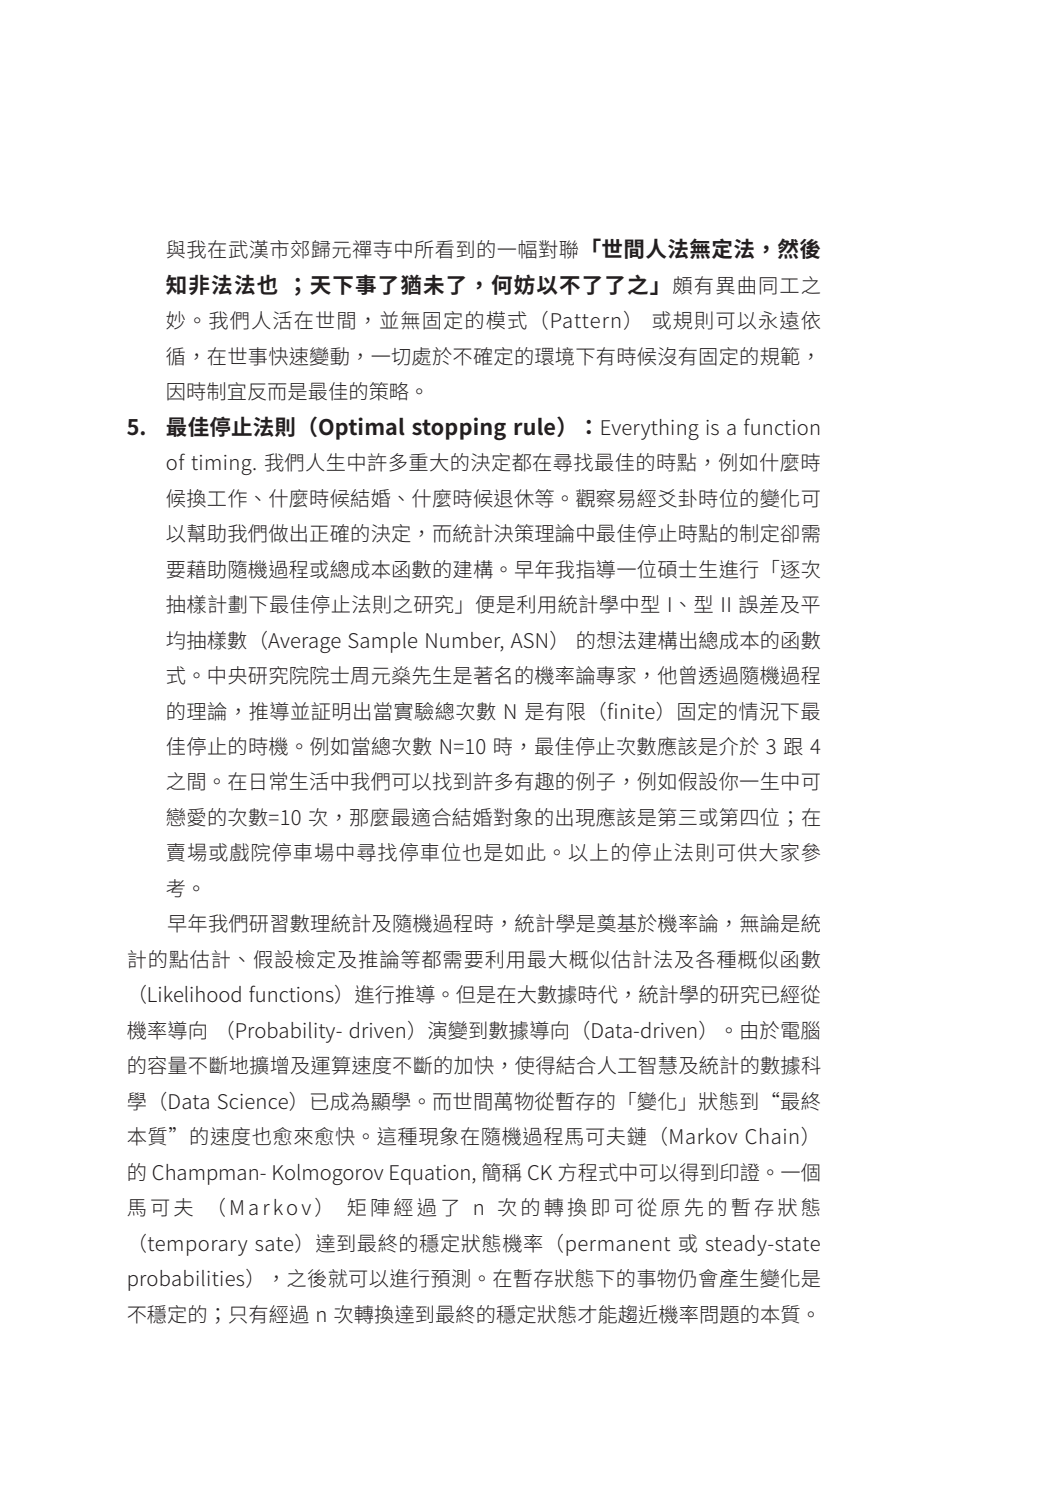 與我在武漢市郊歸元禪寺中所看到的一幅對聯「世間人法無定法，然後
知非法法也 ；天下事了猶未了，何妨以不了了之」頗有異曲同工之
妙。我們人活在世間，並無固定的模式（Pattern） 或規則可以永遠依
循，在世事快速變動，一切處於不確定的環境下有時候沒有固定的規範，
因時制宜反而是最佳的策略。
5. 最佳停止法則（Optimal stopping rule）：Everything is a function
of timing. 我們人生中許多重大的決定都在尋找最佳的時點，例如什麼時
候換工作、什麼時候結婚、什麼時候退休等。觀察易經爻卦時位的變化可
以幫助我們做出正確的決定，而統計決策理論中最佳停止時點的制定卻需
要藉助隨機過程或總成本函數的建構。早年我指導一位碩士生進行「逐次
抽樣計劃下最佳停止法則之研究」便是利用統計學中型 I、型 II 誤差及平
均抽樣數（Average Sample Number, ASN） 的想法建構出總成本的函數
式。中央研究院院士周元燊先生是著名的機率論專家，他曾透過隨機過程
的理論，推導並証明出當實驗總次數 N 是有限（finite）固定的情況下最
佳停止的時機。例如當總次數 N=10 時，最佳停止次數應該是介於 3 跟 4
之間。在日常生活中我們可以找到許多有趣的例子，例如假設你一生中可
戀愛的次數=10 次，那麼最適合結婚對象的出現應該是第三或第四位；在
賣場或戲院停車場中尋找停車位也是如此。以上的停止法則可供大家參
考。
早年我們研習數理統計及隨機過程時，統計學是奠基於機率論，無論是統
計的點估計、假設檢定及推論等都需要利用最大概似估計法及各種概似函數
（Likelihood functions）進行推導。但是在大數據時代，統計學的研究已經從
機率導向 （Probability- driven）演變到數據導向（Data-driven）。由於電腦
的容量不斷地擴增及運算速度不斷的加快，使得結合人工智慧及統計的數據科
學（Data Science）已成為顯學。而世間萬物從暫存的「變化」狀態到“最終
本質”的速度也愈來愈快。這種現象在隨機過程馬可夫鏈（Markov Chain）
的 Champman- Kolmogorov Equation, 簡稱 CK 方程式中可以得到印證。一個
馬可夫 （Markov） 矩陣經過了 n 次的轉換即可從原先的暫存狀態
（temporary sate）達到最終的穩定狀態機率（permanent 或 steady-state
probabilities），之後就可以進行預測。在暫存狀態下的事物仍會產生變化是
不穩定的；只有經過 n 次轉換達到最終的穩定狀態才能趨近機率問題的本質。